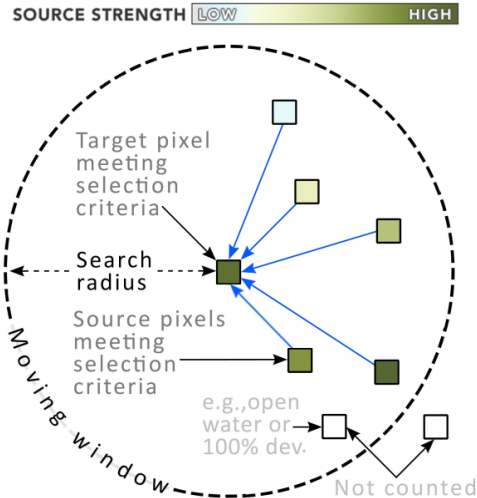 SOURCE STRENGTH LOW HIGH
Target pixel
meeting
selection
criteria
Search
radius
Source pixels
meeting
selection
criteria
Moving window
e.g.,open
water or
100% dev.
Not counted